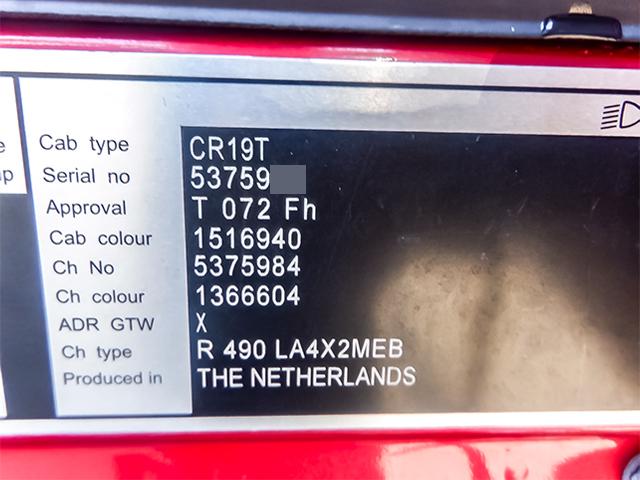 e
up
Cab type CR19T
Serial no 53759
Approval T 072 Fh
Cab colour 1516940
Ch No 5375984
Ch colour 1366604
ADR GTW X
Ch type R 490 LA4X2MEB
Produced in THE NETHERLANDS